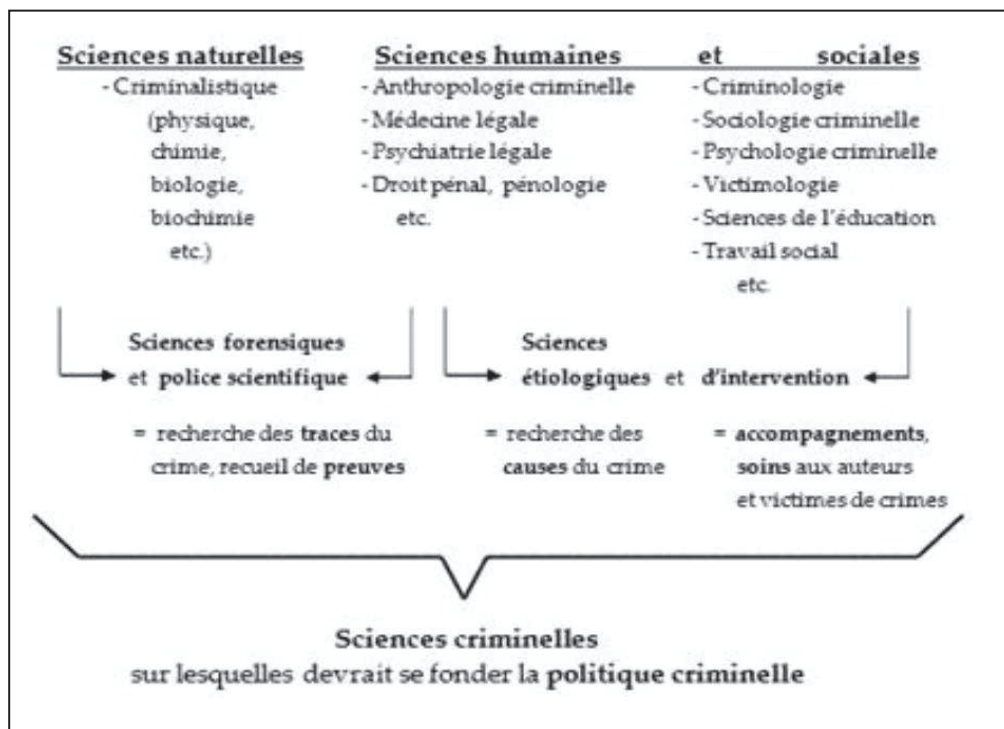 Sciences naturelles Sciences humaines et sociales
- Criminalistique - Anthropologie criminelle - Criminologie
(physique, - Médecine légale - Sociologie criminelle
chimie, - Psychiatrie légale - Psychologie criminelle
biologie, - Droit pénal, pénologie - Victimologie
biochimie etc. - Sciences de l'éducation
etc.) - Travail social
etc.
Sciences forensiques Sciences
et police scientifique étiologiques et d'intervention
= recherche des traces du = recherche des = accompagnements,
crime, recueil de preuves causes du crime soins aux auteurs
et victimes de crimes
Sciences criminelles
sur lesquelles devrait se fonder la politique criminelle